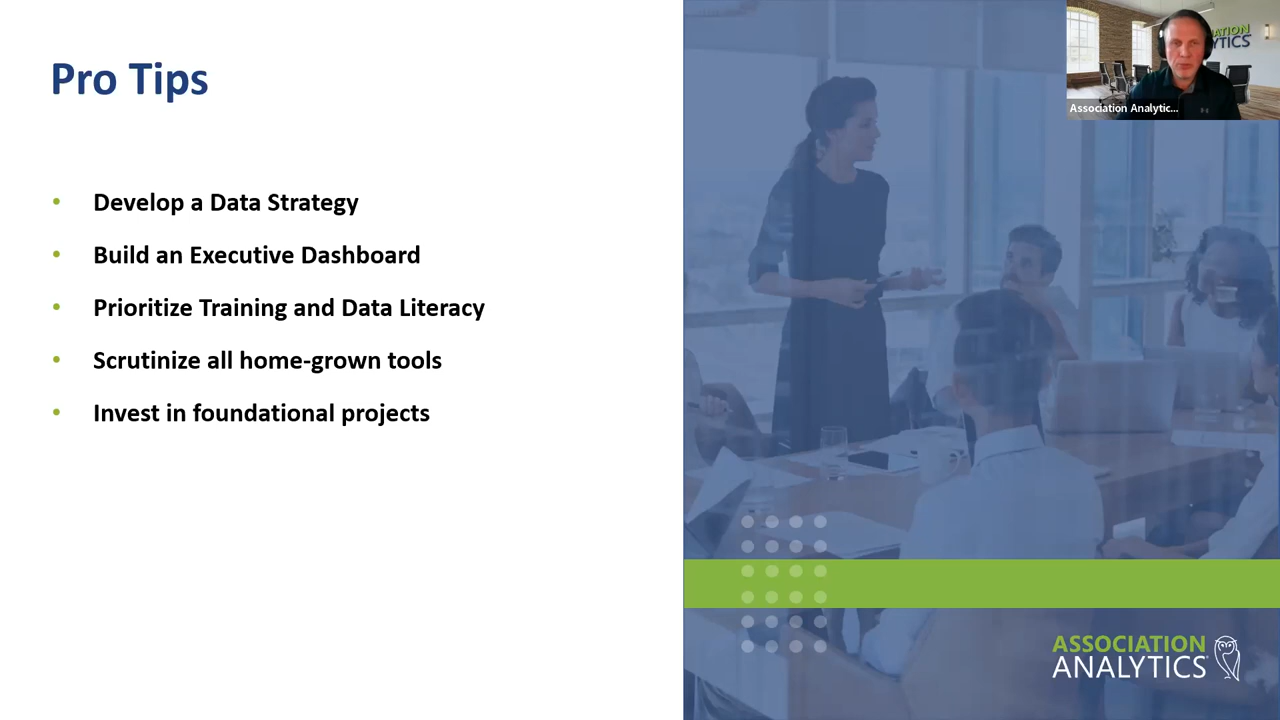 Pro Tips
• Develop a Data Strategy
• Build an Executive Dashboard
• Prioritize Training and Data Literacy
• Scrutinize all home-grown tools
• Invest in foundational projects
Association Analytic...
ASSOCIATION
ANALYTICS